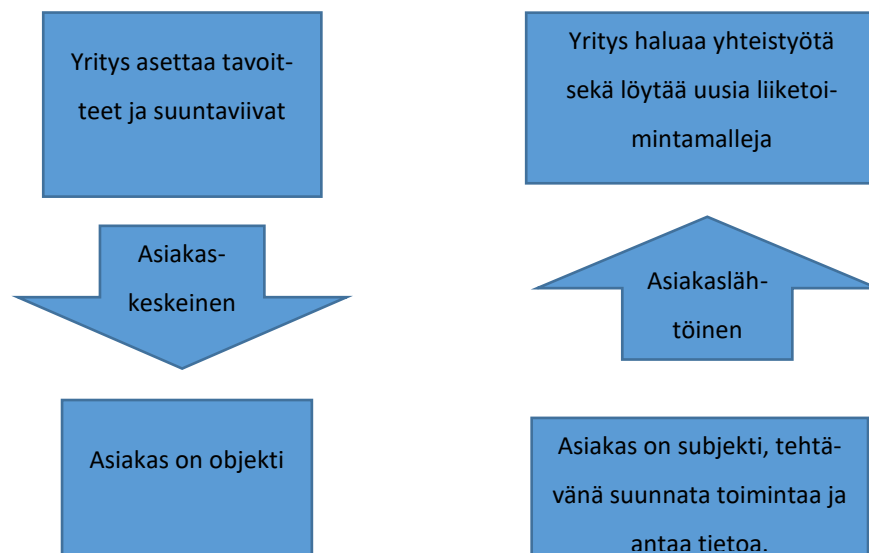 Yritys asettaa tavoit-
teet ja suuntaviivat
Asiakas-
keskeinen
Asiakas on objekti
Yritys haluaa yhteistyötä
sekä löytää uusia liiketoi-
mintamalleja
Asiakasläh-
töinen
Asiakas on subjekti, tehtä-
vänä suunnata toimintaa ja
antaa tietoa.